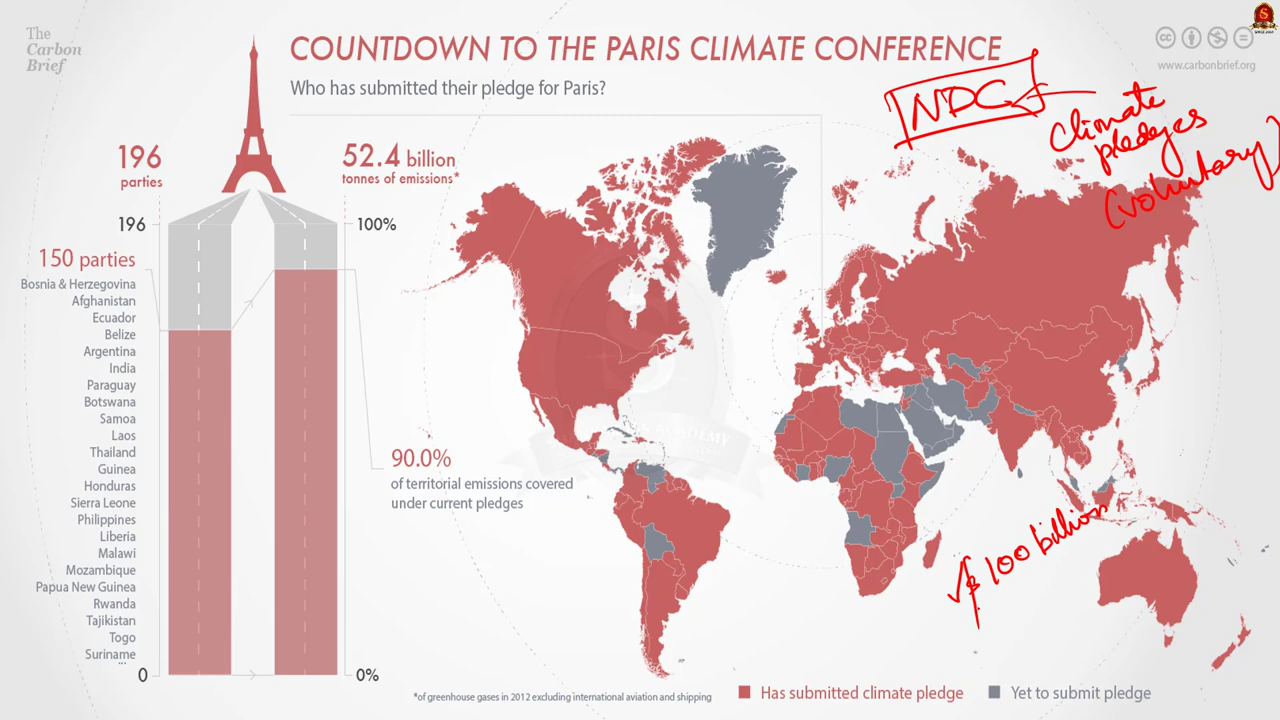 The
Carbon
Brief
COUNTDOWN TO THE PARIS CLIMATE CONFERENCE
Who has submitted their pledge for Paris?
www.carbonbrief.org
NDC
Climate
pledges
(voluntary)
196
parties
52.4 billion
tonnes of emissions*
196
100%
150 parties
Bosnia & Herzegovina
Afghanistan
Ecuador
Belize
Argentina
India
Paraguay
Botswana
Samoa
Laos
Thailand
Guinea
Honduras
Sierra Leone
Philippines
Liberia
Malawi
Mozambique
Papua New Guinea
Rwanda
Tajikistan
Togo
Suriname
...
0
0%
90.0%
of territorial emissions covered
under current pledges
$100 billion
*of greenhouse gases in 2012 excluding international aviation and shipping
Has submitted climate pledge
Yet to submit pledge